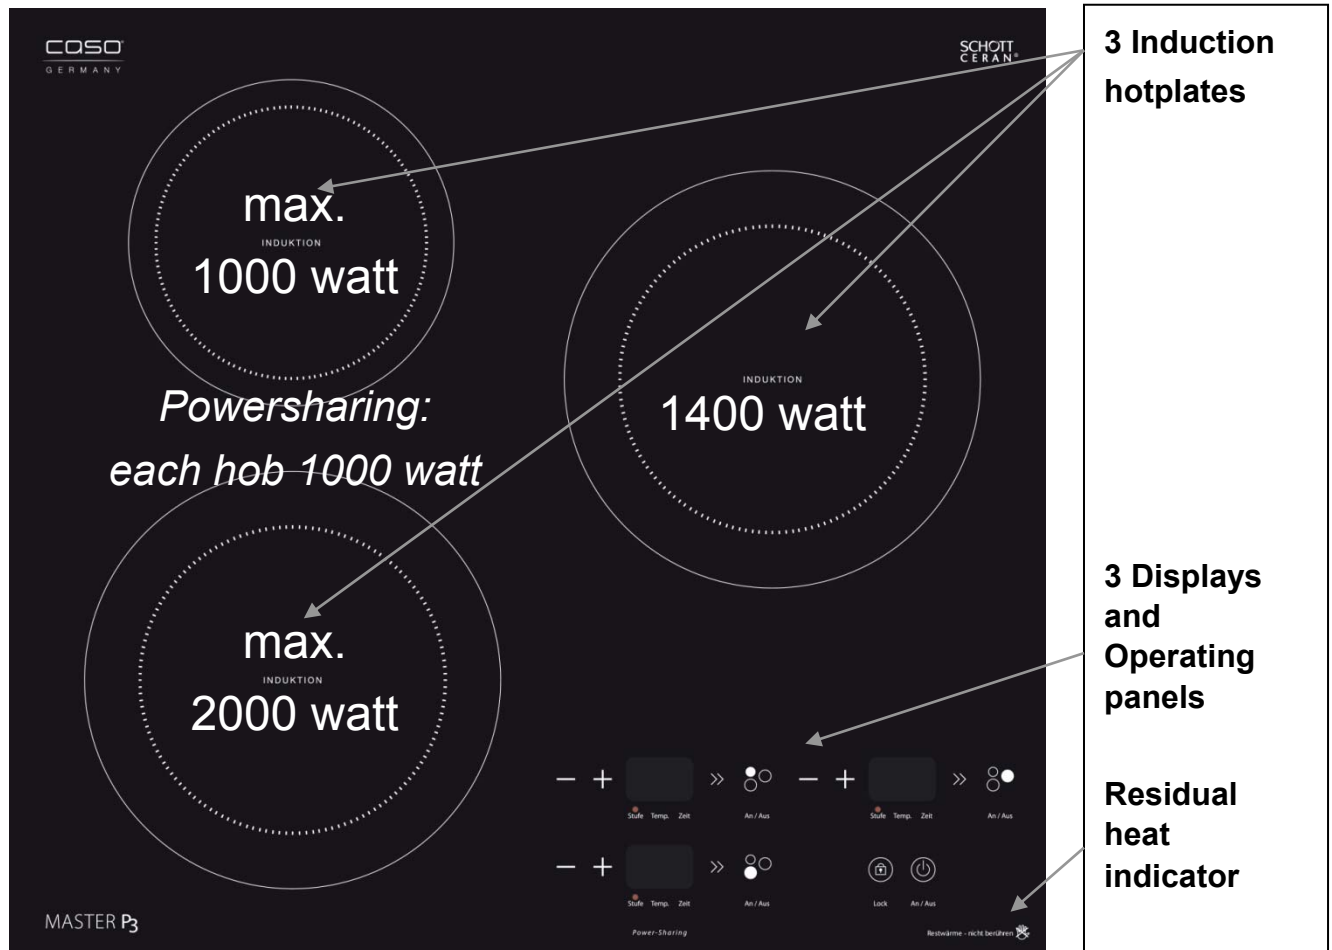 caso
GERMANY
SCHOTT
CERAN®
3 Induction
hotplates
max.
INDUKTION
1000 watt
INDUKTION
1400 watt
Powersharing:
each hob 1000 watt
max.
INDUKTION
2000 watt
3 Displays
and
Operating
panels
Residual
heat
indicator
− + » − + »
Stufe Temp. Zeit An / Aus Stufe Temp. Zeit An / Aus
− + »
Stufe Temp. Zeit An / Aus Lock An / Aus
Power-Sharing
Restwärme - nicht berühren
MASTER P3